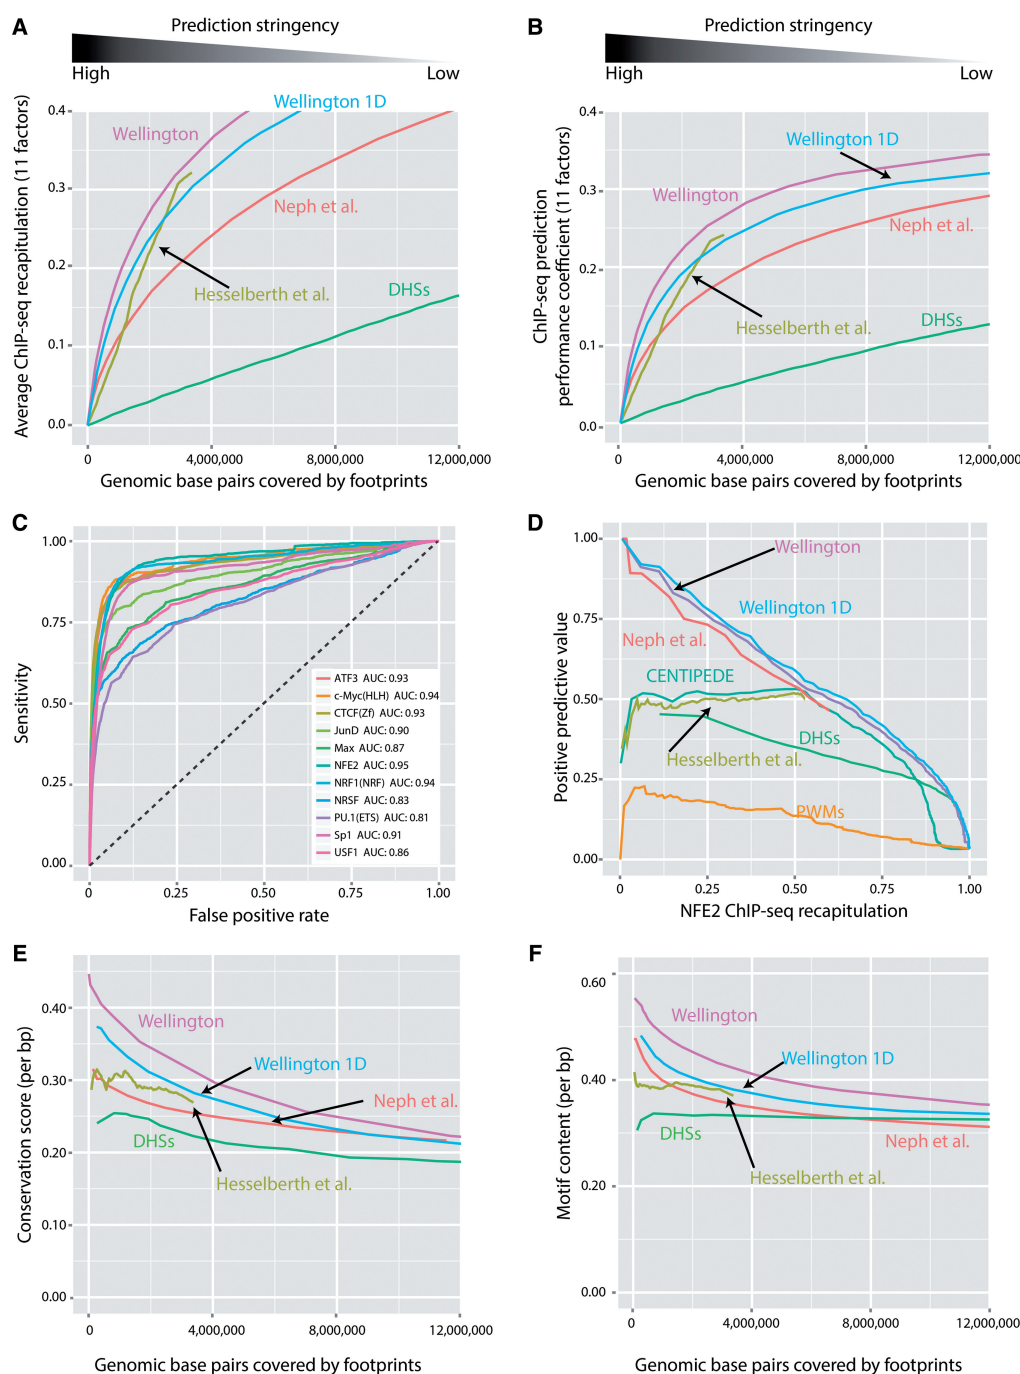 A
Prediction stringency
High
Low
Average ChIP-seq recapitulation (11 factors)
0.4
0.3
0.2
0.1
0.0
Wellington 1D
Wellington
Neph et al.
Hesselberth et al.
DHSs
0
4,000,000
8,000,000
12,000,000
Genomic base pairs covered by footprints
B
Prediction stringency
High
Low
ChIP-seq prediction
performance coefficient (11 factors)
0.4
0.3
0.2
0.1
0.0
Wellington 1D
Wellington
Neph et al.
Hesselberth et al.
DHSs
0
4,000,000
8,000,000
12,000,000
Genomic base pairs covered by footprints
C
Sensitivity
1.00
0.75
0.50
0.25
0.00
ATF3 AUC: 0.93
c-Myc(HLH) AUC: 0.94
CTCF(Zf) AUC: 0.93
JunD AUC: 0.90
Max AUC: 0.87
NFE2 AUC: 0.95
NRF1(NRF) AUC: 0.94
NRSF AUC: 0.83
PU.1(ETS) AUC: 0.81
Sp1 AUC: 0.91
USF1 AUC: 0.86
0
0.25
0.50
0.75
1.00
False positive rate
D
Positive predictive value
1.00
0.75
0.50
0.25
0.00
Wellington
Wellington 1D
Neph et al.
CENTIPEDE
DHSs
Hesselberth et al.
PWMs
0
0.25
0.50
0.75
1.00
NFE2 ChIP-seq recapitulation
E
Conservation score (per bp)
0.40
0.30
0.20
0.10
0.00
Wellington
Wellington 1D
Neph et al.
DHSs
Hesselberth et al.
0
4,000,000
8,000,000
12,000,000
Genomic base pairs covered by footprints
F
Motif content (per bp)
0.60
0.40
0.20
0.00
Wellington
Wellington 1D
DHSs
Neph et al.
Hesselberth et al.
0
4,000,000
8,000,000
12,000,000
Genomic base pairs covered by footprints